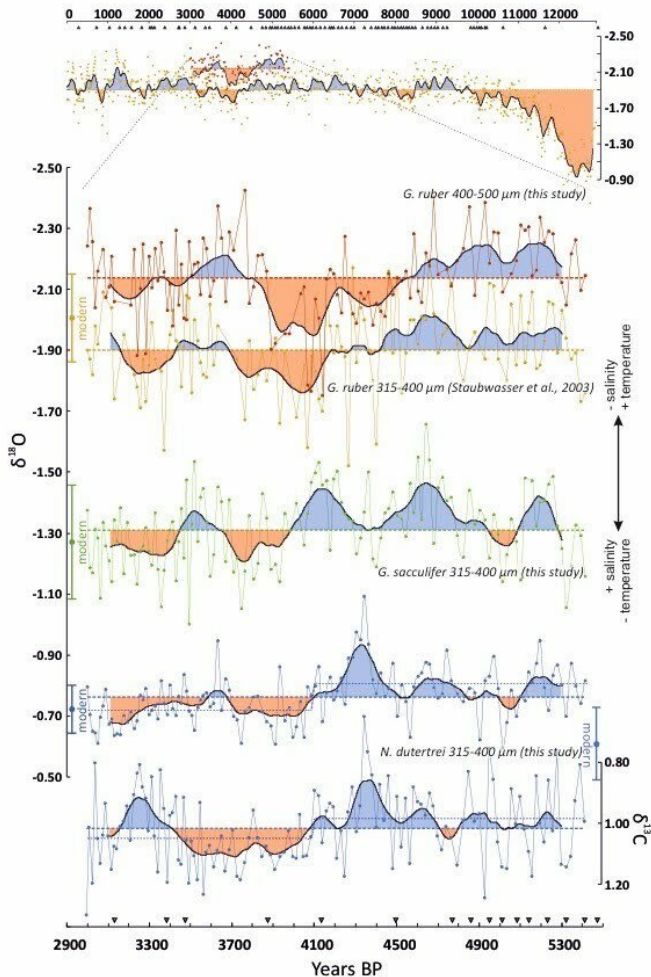 0 1000 2000 3000 4000 5000 6000 7000 8000 9000 10000 11000 12000
-2.50
-2.10
-1.70
-1.30
-0.90
-2.50
G. ruber 400-500 µm (this study)
-2.30
-2.10
modern
-1.90
G. ruber 315-400 µm (Staubwasser et al., 2003)
-1.70
- salinity
+ temperature
δ18O
-1.50
modern
-1.30
G. sacculifer 315-400 µm (this study)
+ salinity
- temperature
-1.10
-0.90
modern
-0.70
N. dutertrei 315-400 µm (this study)
modern
-0.50
0.80
1.00
δ13C
1.20
2900 3300 3700 4100 4500 4900 5300
Years BP